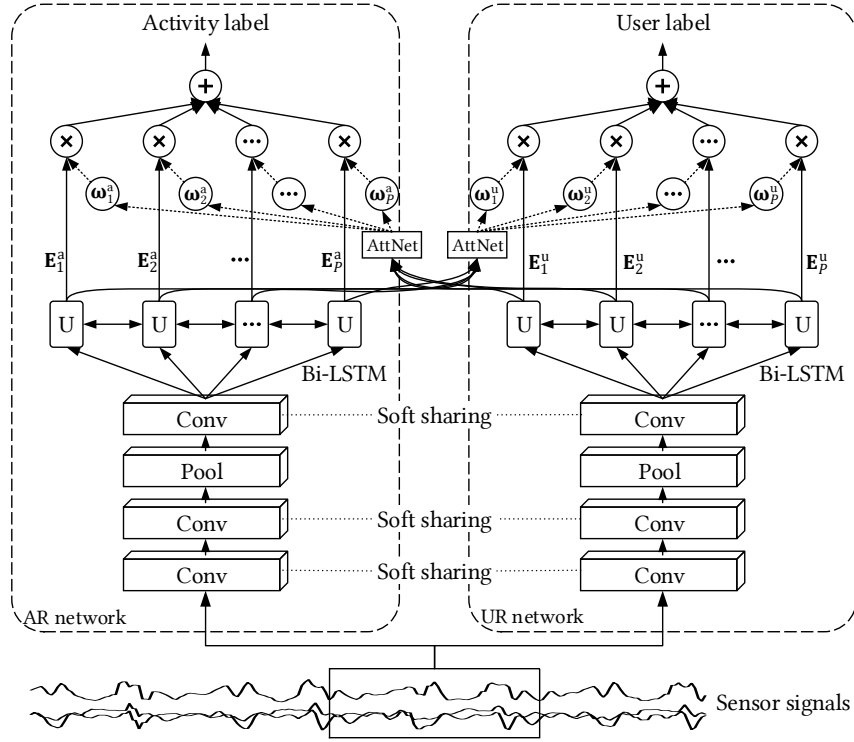 Activity label
User label
+
+
× × ... ×
× × ... ×
ω₁ᵃ ω₂ᵃ ... ω_Pᵃ
ω₁ᵘ ω₂ᵘ ... ω_Pᵘ
AttNet
AttNet
E₁ᵃ E₂ᵃ ... E_Pᵃ
E₁ᵘ E₂ᵘ ... E_Pᵘ
U U ... U
U U ... U
Bi-LSTM
Bi-LSTM
Conv Soft sharing Conv
Pool Pool
Conv Soft sharing Conv
Conv Soft sharing Conv
AR network
UR network
Sensor signals